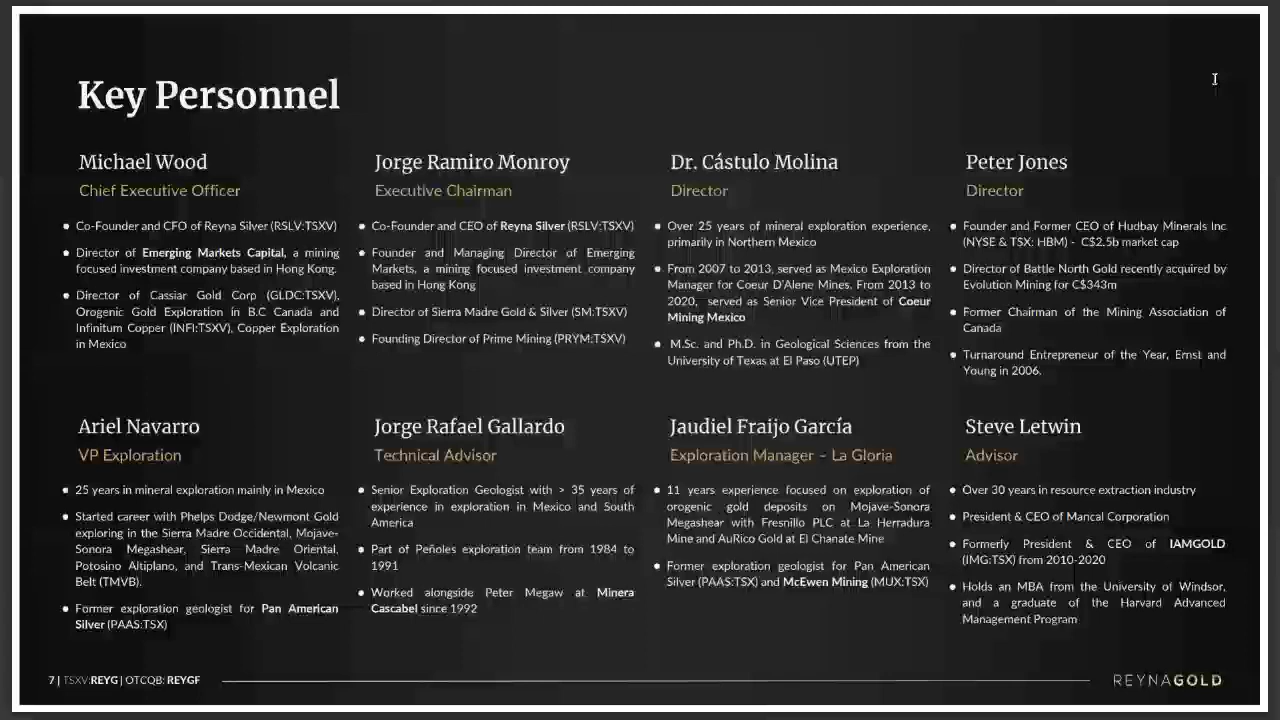 Key Personnel
Michael Wood
Chief Executive Officer
• Co-Founder and CFO of Reyna Silver (RSLV:TSXV)
• Director of Emerging Markets Capital, a mining
focused investment company based in Hong Kong.
• Director of Cassiar Gold Corp (GLDC:TSXV),
Orogenic Gold Exploration in B.C Canada and
Infinitum Copper (INFI:TSXV), Copper Exploration
in Mexico
Jorge Ramiro Monroy
Executive Chairman
• Co-Founder and CEO of Reyna Silver (RSLV:TSXV)
• Founder and Managing Director of Emerging
Markets, a mining focused investment company
based in Hong Kong
• Director of Sierra Madre Gold & Silver (SM:TSXV)
• Founding Director of Prime Mining (PRYM:TSXV)
Dr. Cástulo Molina
Director
• Over 25 years of mineral exploration experience,
primarily in Northern Mexico
• From 2007 to 2013, served as Mexico Exploration
Manager for Coeur D'Alene Mines. From 2013 to
2020, served as Senior Vice President of Coeur
Mining Mexico
• M.Sc. and Ph.D. in Geological Sciences from the
University of Texas at El Paso (UTEP)
Peter Jones
Director
• Founder and Former CEO of Hudbay Minerals Inc
(NYSE & TSX: HBM) - C$2.5b market cap
• Director of Battle North Gold recently acquired by
Evolution Mining for C$343m
• Former Chairman of the Mining Association of
Canada
• Turnaround Entrepreneur of the Year, Ernst and
Young in 2006.
Ariel Navarro
VP Exploration
• 25 years in mineral exploration mainly in Mexico
• Started career with Phelps Dodge/Newmont Gold
exploring in the Sierra Madre Occidental, Mojave-
Sonora Megashear, Sierra Madre Oriental,
Potosino Altiplano, and Trans-Mexican Volcanic
Belt (TMVB).
• Former exploration geologist for Pan American
Silver (PAAS:TSX)
Jorge Rafael Gallardo
Technical Advisor
• Senior Exploration Geologist with > 35 years of
experience in exploration in Mexico and South
America
• Part of Peñoles exploration team from 1984 to
1991
• Worked alongside Peter Megaw at Minera
Cascabel since 1992
Jaudiel Fraijo García
Exploration Manager – La Gloria
• 11 years experience focused on exploration of
orogenic gold deposits on Mojave-Sonora
Megashear with Fresnillo PLC at La Herradura
Mine and AuRico Gold at El Chanate Mine
• Former exploration geologist for Pan American
Silver (PAAS:TSX) and McEwen Mining (MUX:TSX)
Steve Letwin
Advisor
• Over 30 years in resource extraction industry
• President & CEO of Mancal Corporation
• Formerly President & CEO of IAMGOLD
(IMG:TSX) from 2010-2020
• Holds an MBA from the University of Windsor,
and a graduate of the Harvard Advanced
Management Program
7 | TSXV:REYG | OTCQB: REYGF
REYNAGOLD